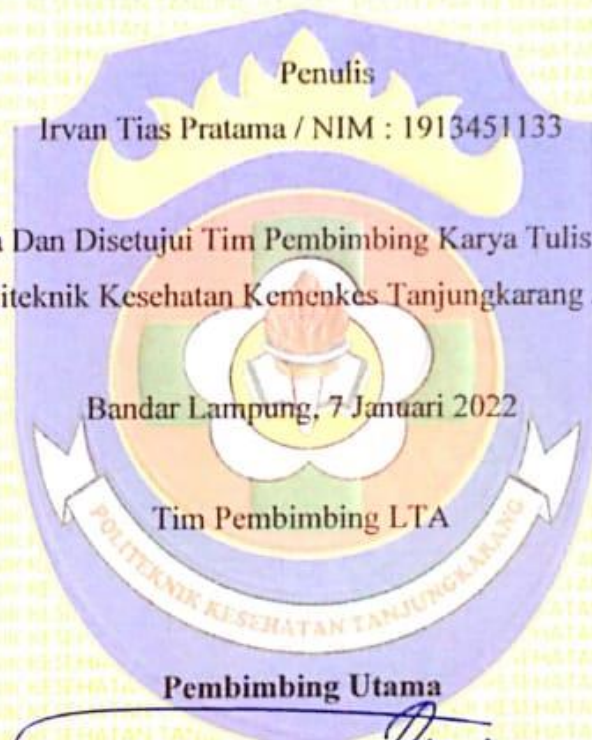 Penulis
Irvan Tias Pratama / NIM : 1913451133
Dan Disetujui Tim Pembimbing Karya Tulis
iteknik Kesehatan Kemenkes Tanjungkarang
Bandar Lampung, 7 Januari 2022
Tim Pembimbing LTA
POLITEKNIK KESEHATAN TANJUNGKARANG
Pembimbing Utama